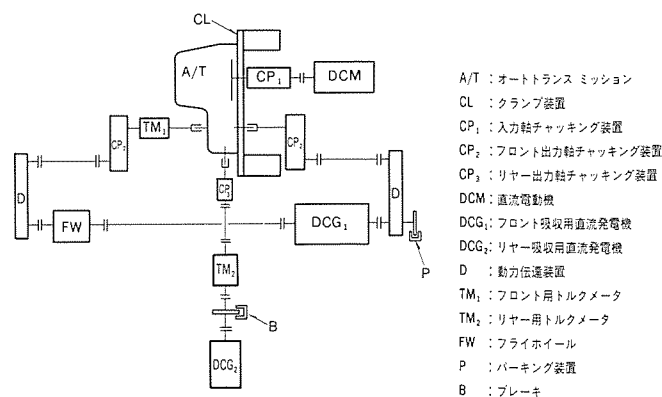 CL
A/T
CP₁
DCM
CP₂
TM₁
CP₂
D
CP₃
D
FW
DCG₁
P
TM₂
B
DCG₂
A/T :オートトランス ミッション
CL :クランプ装置
CP₁ :入力軸チャッキング装置
CP₂ :フロント出力軸チャッキング装置
CP₃ :リヤー出力軸チャッキング装置
DCM :直流電動機
DCG₁:フロント吸収用直流発電機
DCG₂:リヤー吸収用直流発電機
D :動力伝達装置
TM₁ :フロント用トルクメータ
TM₂ :リヤー用トルクメータ
FW :フライホイール
P :パーキング装置
B :ブレーキ